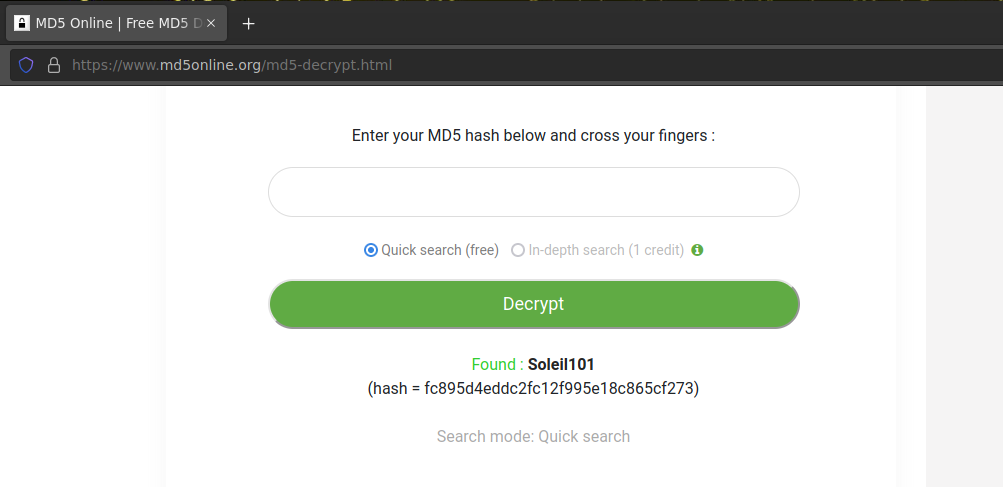 MD5 Online | Free MD5 D
https://www.md5online.org/md5-decrypt.html
Enter your MD5 hash below and cross your fingers :
Quick search (free) In-depth search (1 credit)
Decrypt
Found : Soleil101
(hash = fc895d4eddc2fc12f995e18c865cf273)
Search mode: Quick search